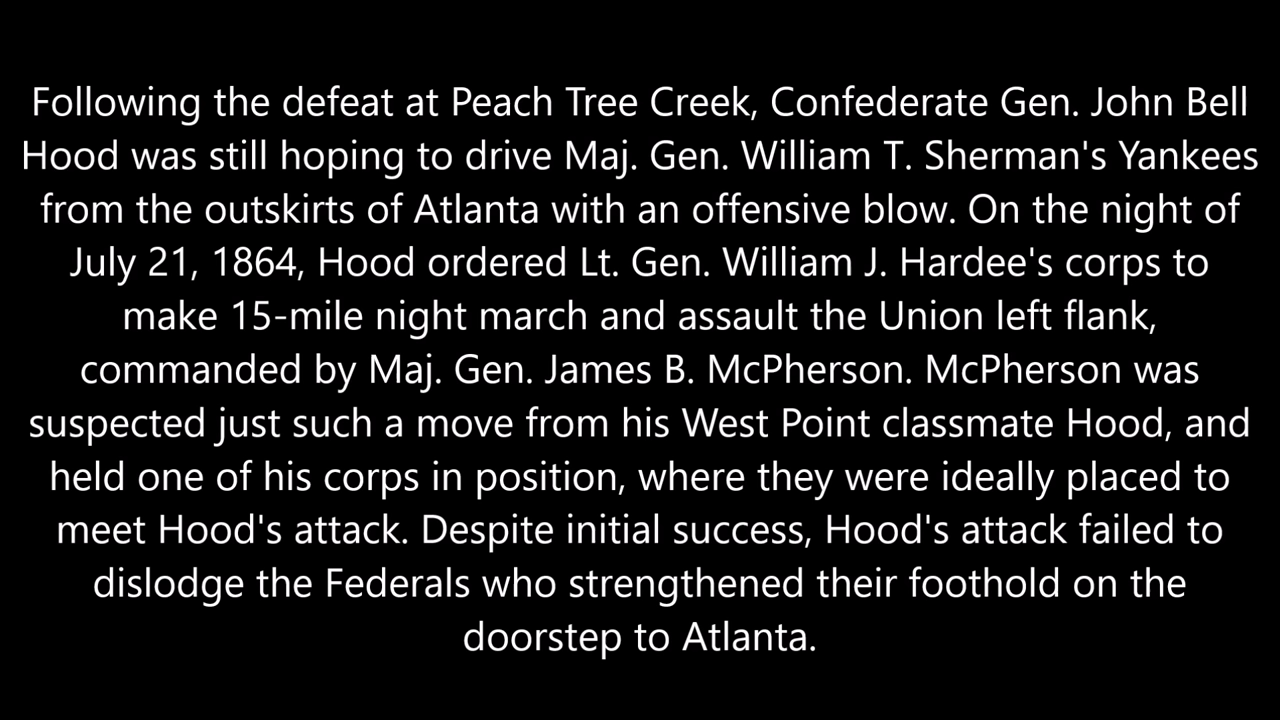 Following the defeat at Peach Tree Creek, Confederate Gen. John Bell
Hood was still hoping to drive Maj. Gen. William T. Sherman's Yankees
from the outskirts of Atlanta with an offensive blow. On the night of
July 21, 1864, Hood ordered Lt. Gen. William J. Hardee's corps to
make 15-mile night march and assault the Union left flank,
commanded by Maj. Gen. James B. McPherson. McPherson was
suspected just such a move from his West Point classmate Hood, and
held one of his corps in position, where they were ideally placed to
meet Hood's attack. Despite initial success, Hood's attack failed to
dislodge the Federals who strengthened their foothold on the
doorstep to Atlanta.